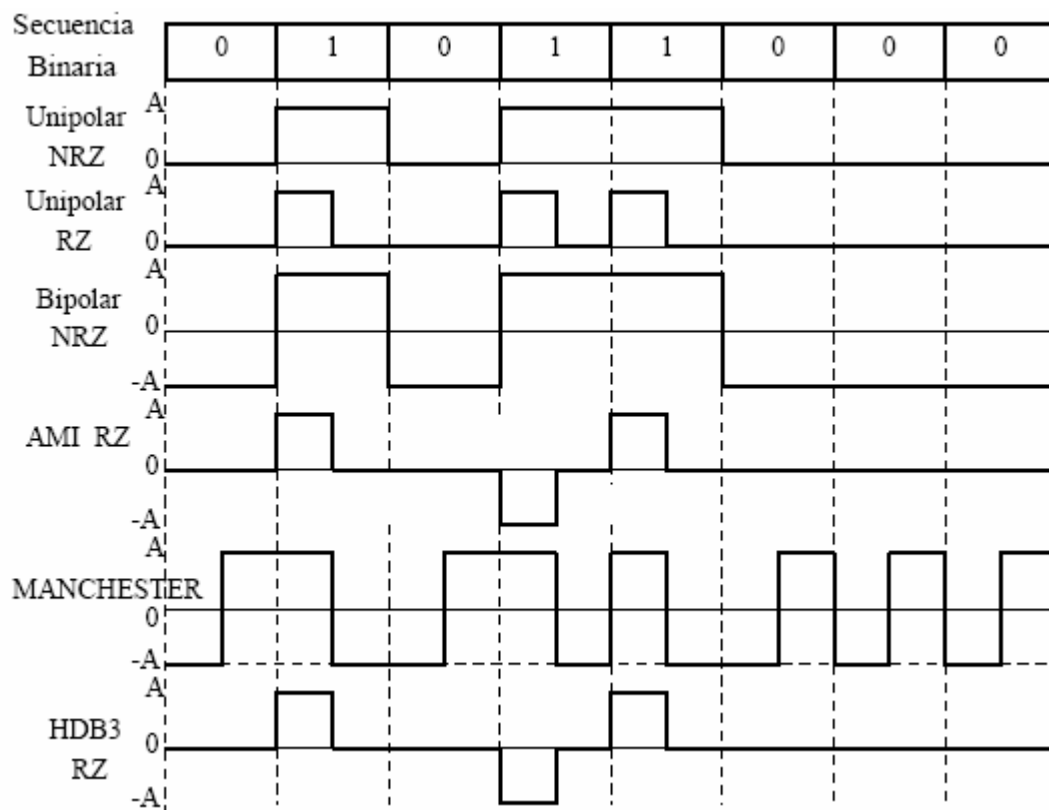 Secuencia
Binaria
0 1 0 1 1 0 0 0
A
Unipolar
NRZ
0
A
Unipolar
RZ
0
A
Bipolar
0
NRZ
-A
A
AMI RZ
0
-A
A
MANCHESTER
0
-A
A
HDB3
0
RZ
-A